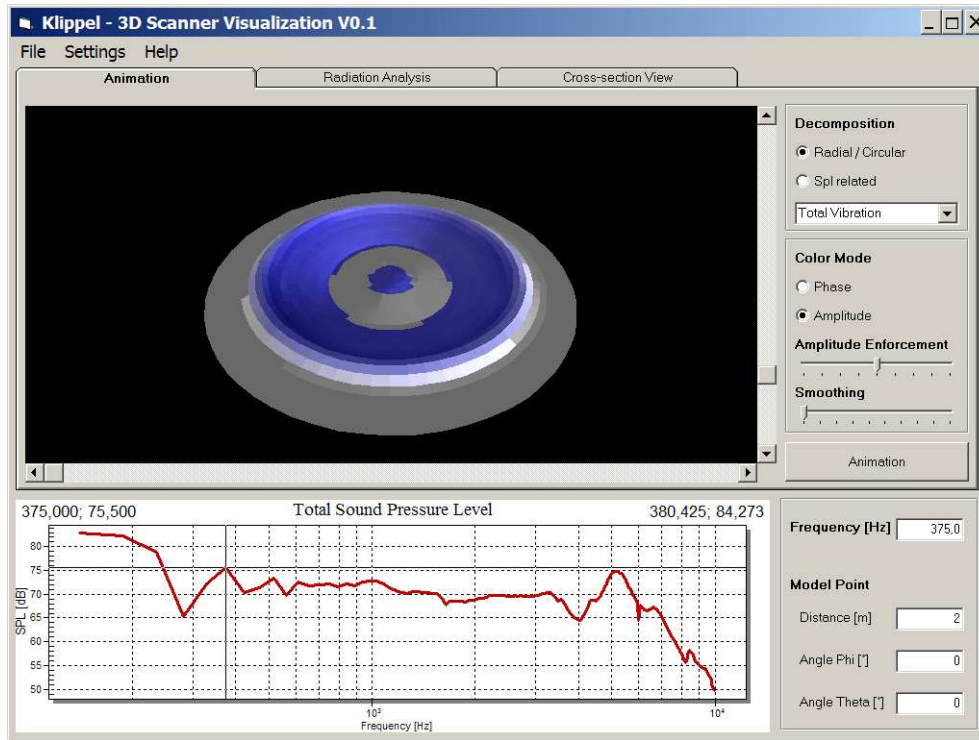 Klippel - 3D Scanner Visualization V0.1
File Settings Help
Animation Radiation Analysis Cross-section View
Decomposition
Radial / Circular
Spl related
Total Vibration
Color Mode
Phase
Amplitude
Amplitude Enforcement
Smoothing
Animation
375,000; 75,500 Total Sound Pressure Level 380,425; 84,273
80
75
70
65
60
55
50
SPL [dB]
10³ 10⁴
Frequency [Hz]
Frequency [Hz] 375,0
Model Point
Distance [m] 2
Angle Phi [°] 0
Angle Theta [°] 0